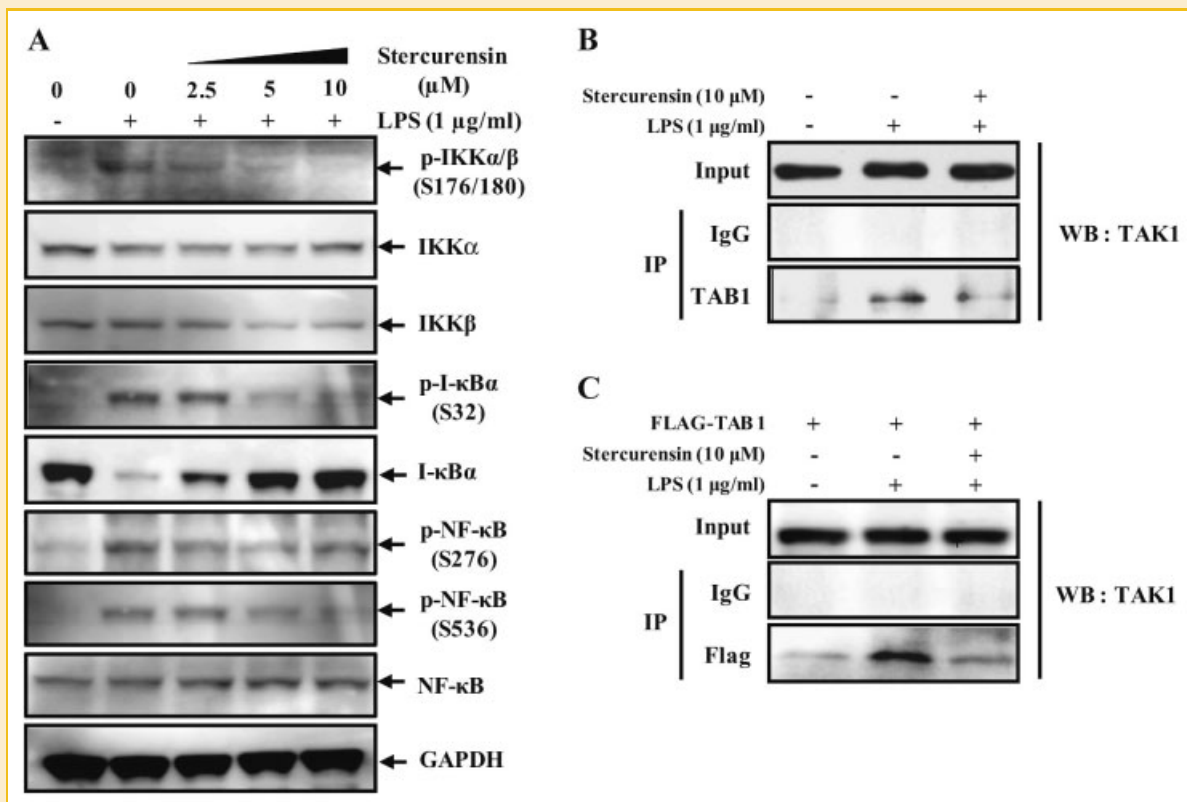 A
Stercurensin
(μM)
0 0 2.5 5 10
- + + + + LPS (1 μg/ml)
p-IKKα/β
(S176/180)
IKKα
IKKβ
p-I-κBα
(S32)
I-κBα
p-NF-κB
(S276)
p-NF-κB
(S536)
NF-κB
GAPDH
B
Stercurensin (10 μM) - - +
LPS (1 μg/ml) - + +
Input
IgG
IP
TAB1
WB : TAK1
C
FLAG-TAB1 + + +
Stercurensin (10 μM) - - +
LPS (1 μg/ml) - + +
Input
IgG
IP
Flag
WB : TAK1